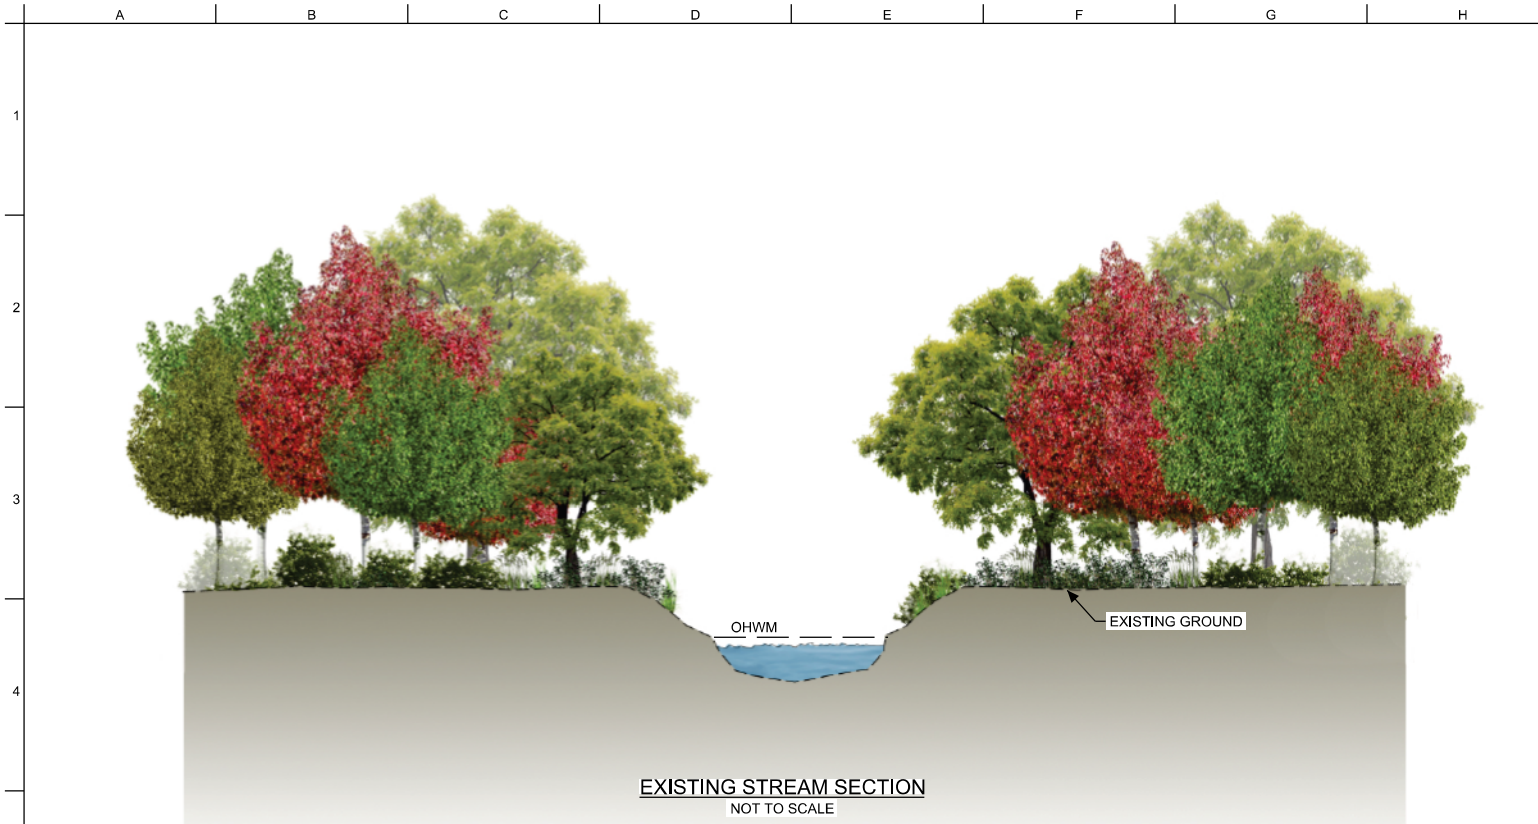 A B C D E F G H
1
2
3
OHWM
EXISTING GROUND
4
EXISTING STREAM SECTION
NOT TO SCALE